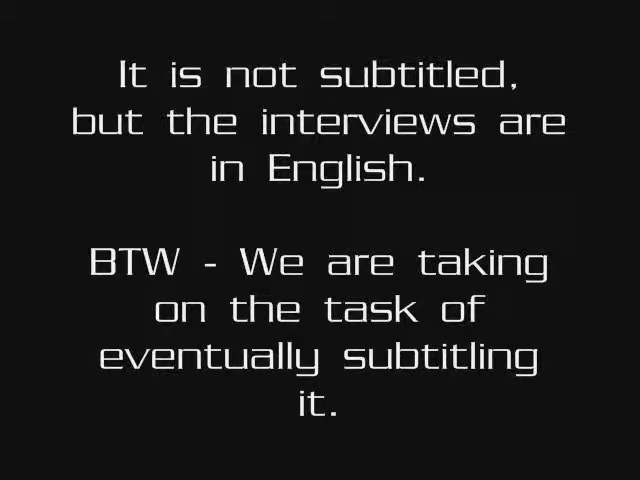 It is not subtitled,
but the interviews are
in English.
BTW - We are taking
on the task of
eventually subtitling
it.